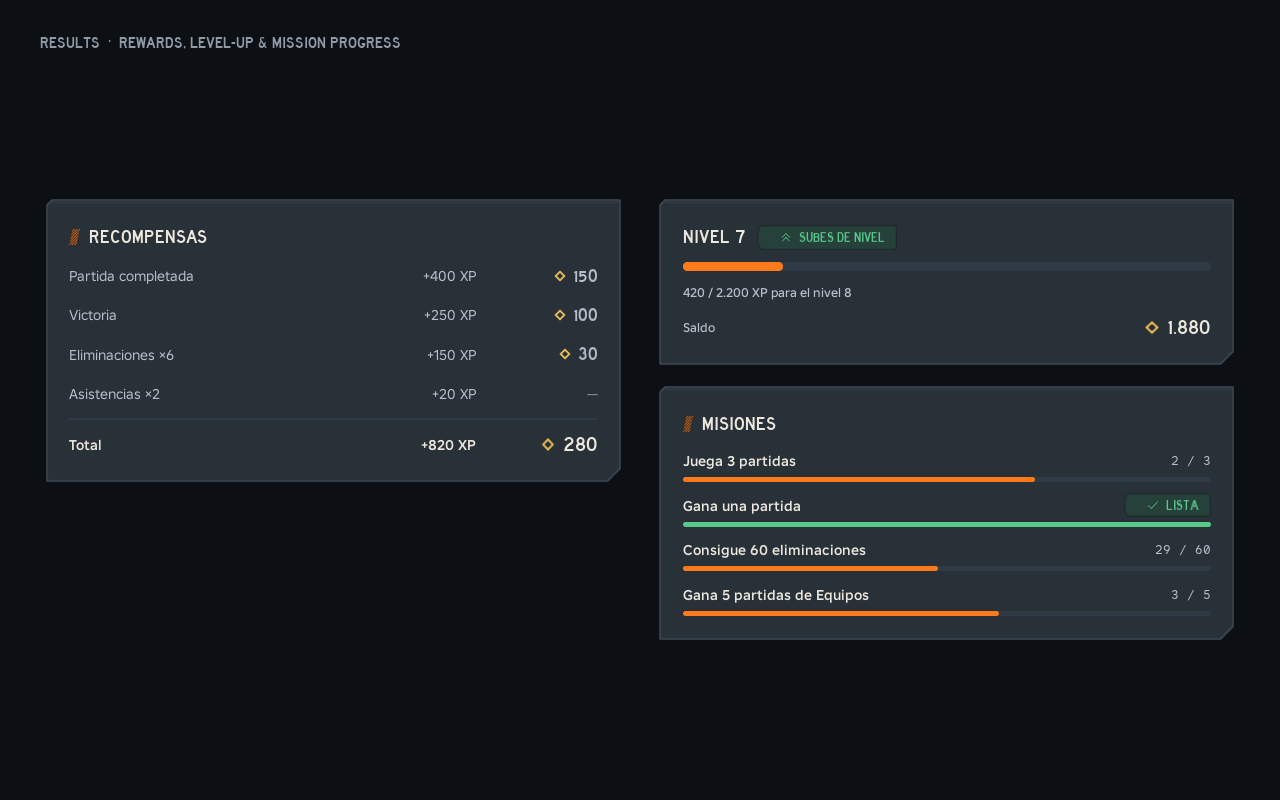 RESULTS · REWARDS, LEVEL-UP & MISSION PROGRESS
RECOMPENSAS
Partida completada +400 XP 150
Victoria +250 XP 100
Eliminaciones ×6 +150 XP 30
Asistencias ×2 +20 XP —
Total +820 XP 280
NIVEL 7 SUBES DE NIVEL
420 / 2.200 XP para el nivel 8
Saldo 1.880
MISIONES
Juega 3 partidas 2 / 3
Gana una partida LISTA
Consigue 60 eliminaciones 29 / 60
Gana 5 partidas de Equipos 3 / 5